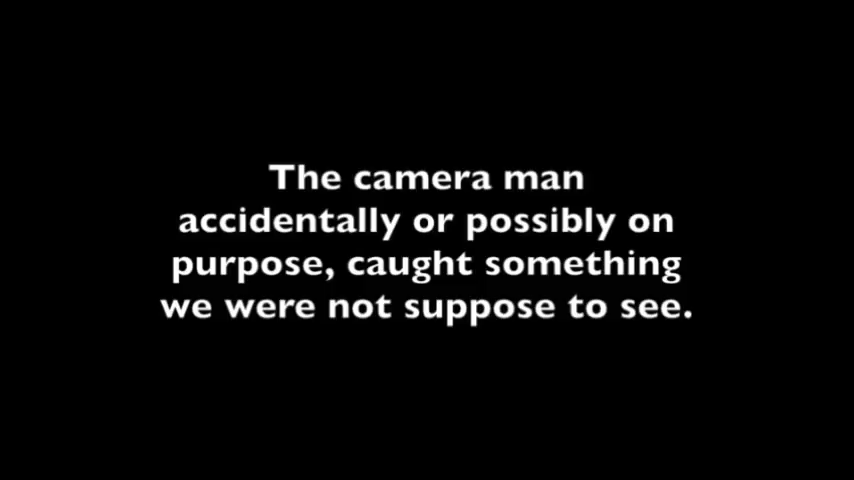 The camera man
accidentally or possibly on
purpose, caught something
we were not suppose to see.